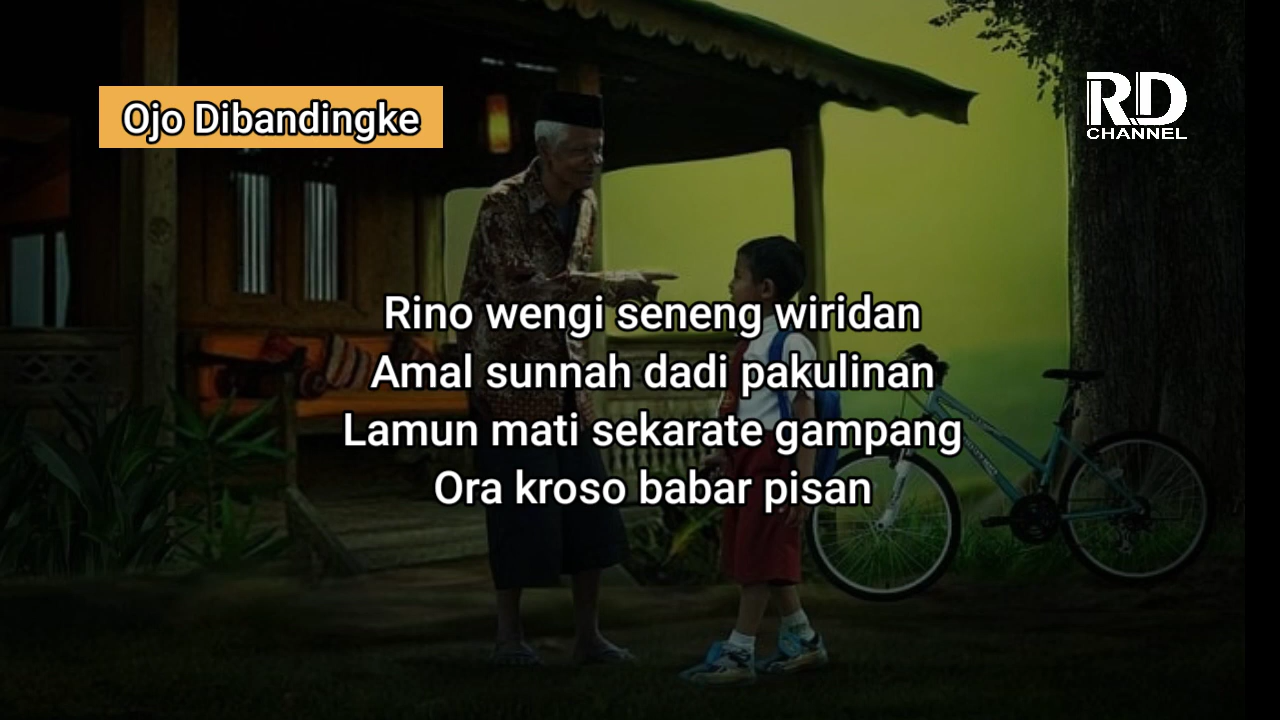 Ojo Dibandingke
RD
CHANNEL
Rino wengi seneng wiridan
Amal sunnah dadi pakulinan
Lamun mati sekarate gampang
Ora kroso babar pisan